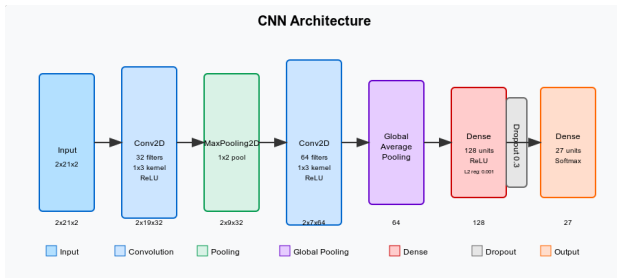 CNN Architecture
Input
2x21x2
Conv2D
32 filters
1x3 kernel
ReLU
MaxPooling2D
1x2 pool
Conv2D
64 filters
1x3 kernel
ReLU
Global
Average
Pooling
Dense
128 units
ReLU
L2 reg: 0.001
Dropout 0.3
Dense
27 units
Softmax
2x21x2
2x19x32
2x9x32
2x7x64
64
128
27
Input
Convolution
Pooling
Global Pooling
Dense
Dropout
Output